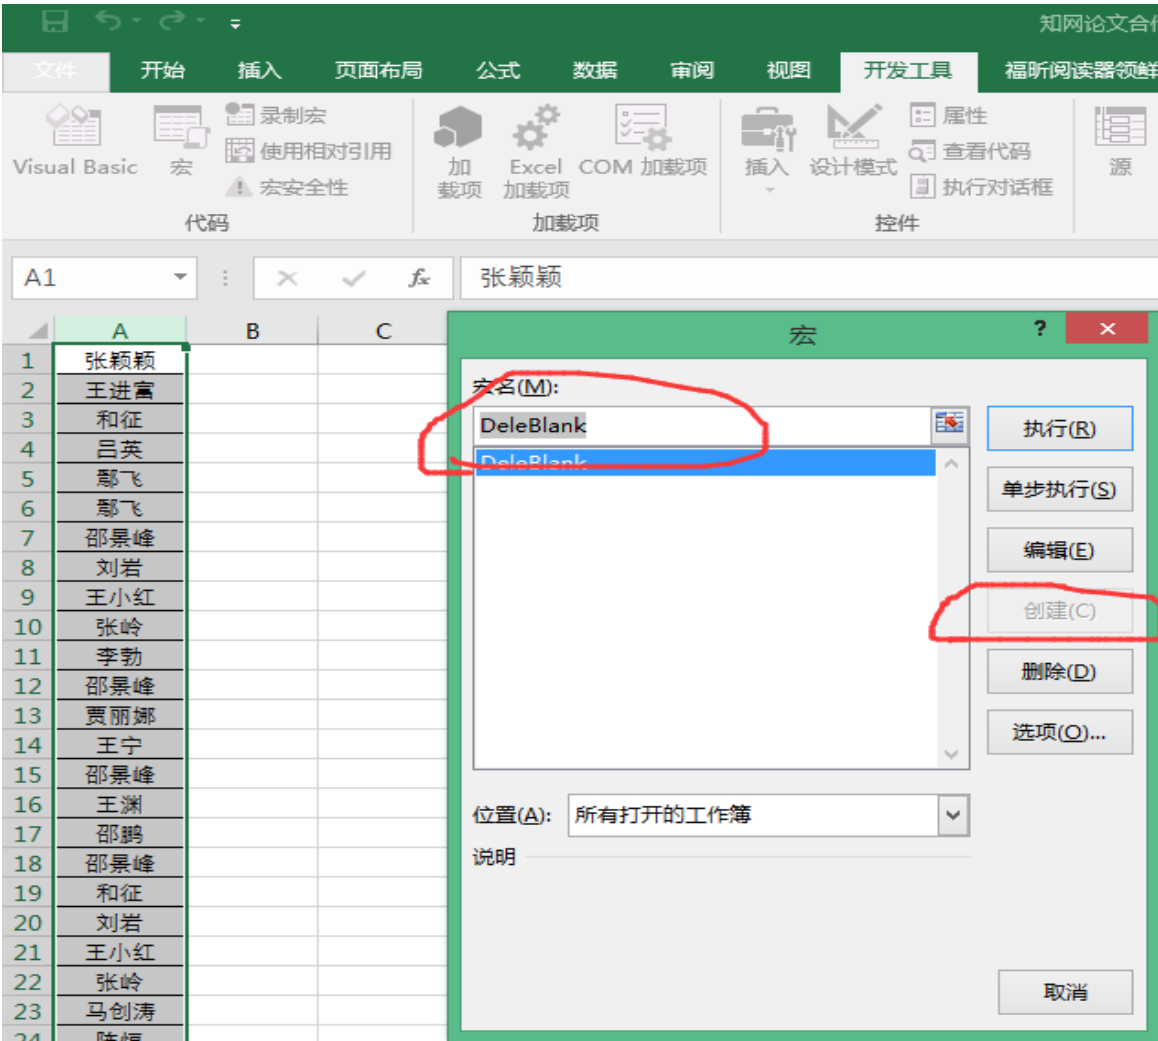 知网论文合作
文件 开始 插入 页面布局 公式 数据 审阅 视图 开发工具 福昕阅读器领鲜
Visual Basic 宏 录制宏 使用相对引用 宏安全性
加载项 Excel 加载项 COM 加载项
插入 设计模式 属性 查看代码 执行对话框
源
代码 加载项 控件
A1 fx 张颖颖
A B C
宏 ?
1 张颖颖
2 王进富
3 和征
4 吕英
5 鄢飞
6 鄢飞
7 邵景峰
8 刘岩
9 王小红
10 张岭
11 李勃
12 邵景峰
13 贾丽娜
14 王宁
15 邵景峰
16 王渊
17 邵鹏
18 邵景峰
19 和征
20 刘岩
21 王小红
22 张岭
23 马创涛
24
宏名(M):
DeleBlank
DeleBlank
执行(R)
单步执行(S)
编辑(E)
创建(C)
删除(D)
选项(O)...
位置(A): 所有打开的工作簿
说明
取消